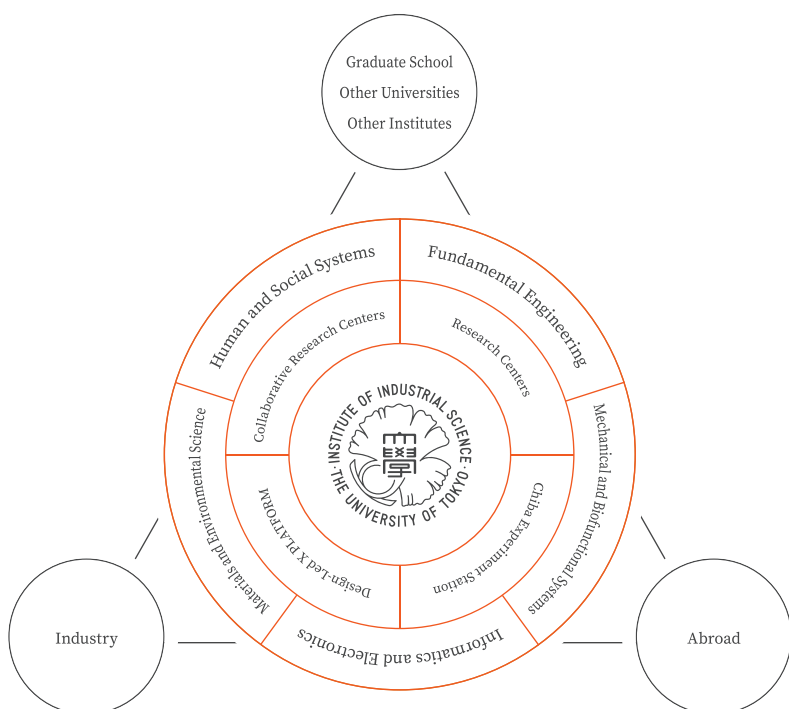 Graduate School
Other Universities
Other Institutes
Human and Social Systems
Fundamental Engineering
Collaborative Research Centers
Research Centers
Materials and Environmental Science
Mechanical and Biofunctional Systems
· INSTITUTE OF INDUSTRIAL SCIENCE ·
THE UNIVERSITY OF TOKYO
大學
Design-Led X PLATFORM
Chiba Experiment Station
Informatics and Electronics
Industry
Abroad